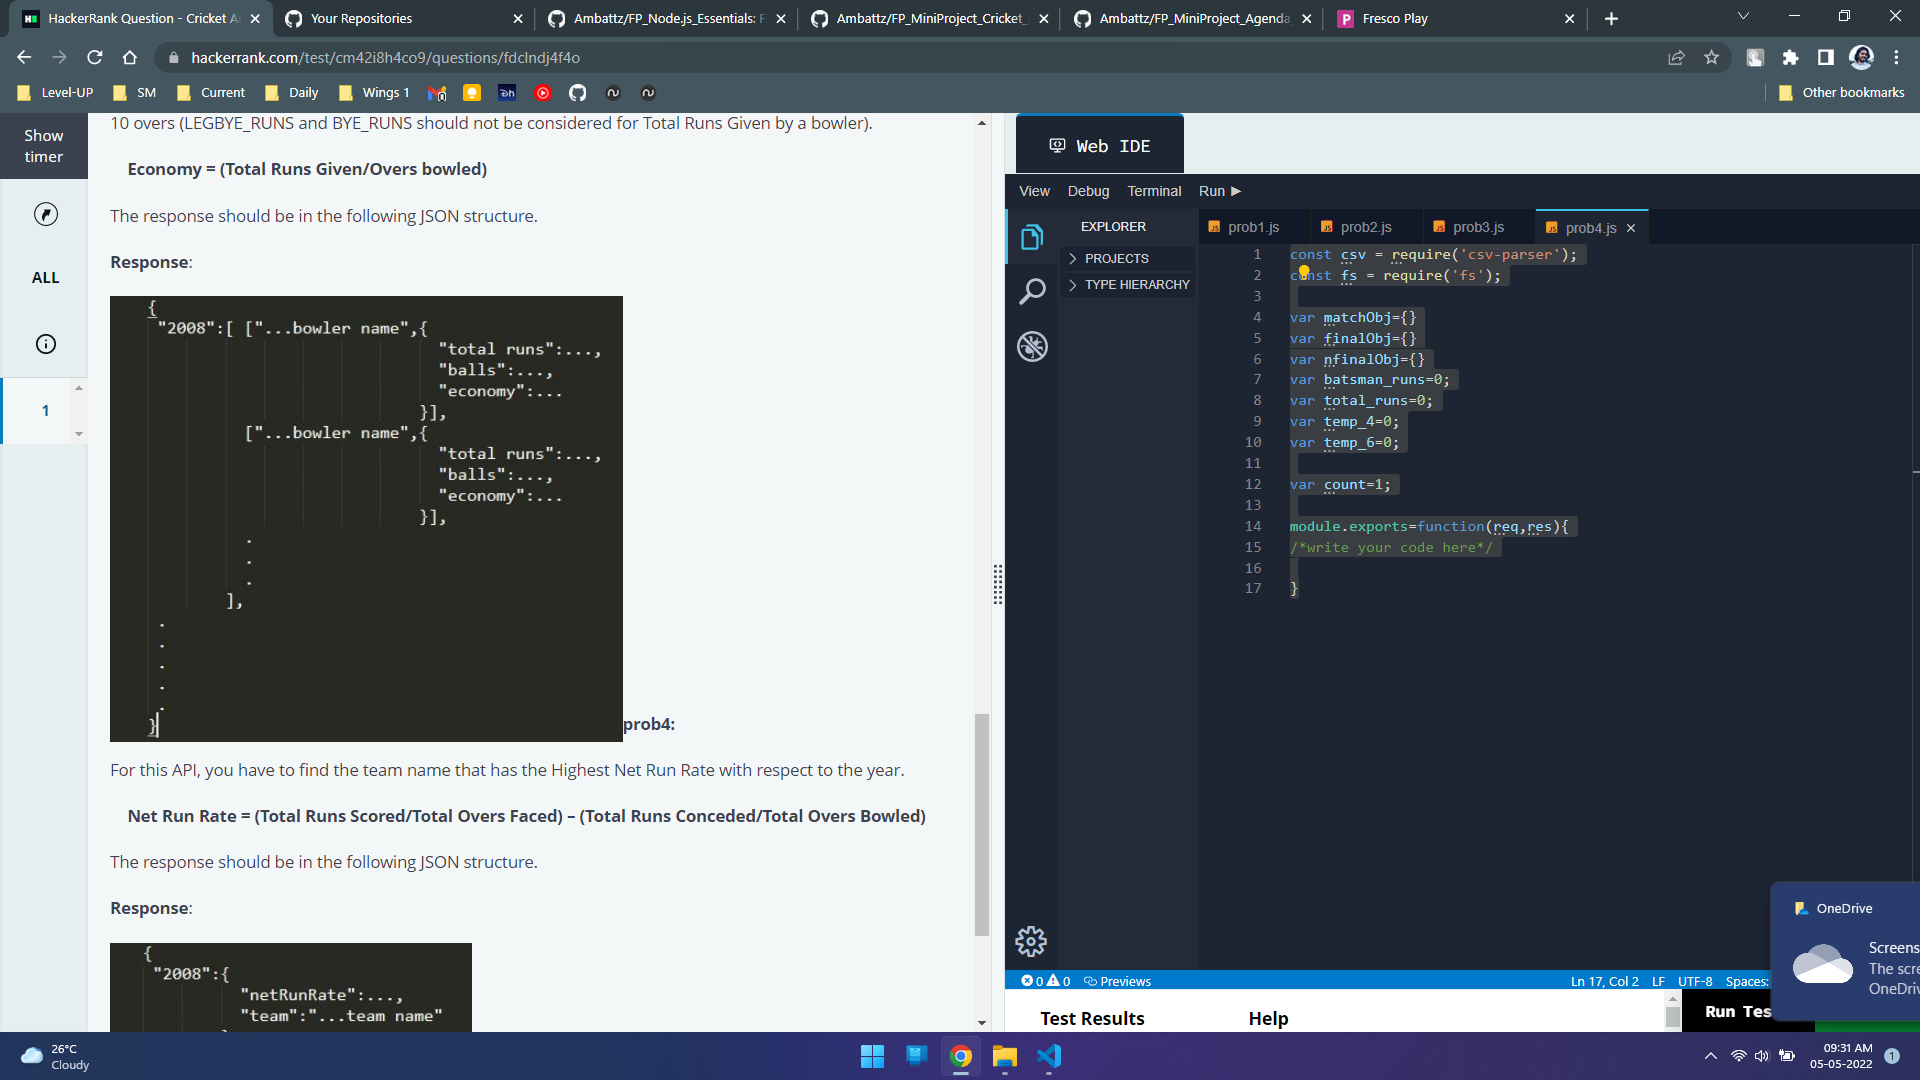 HackerRank Question - Cricket A
Your Repositories
Ambattz/FP_Node.js_Essentials: F
Ambattz/FP_MiniProject_Cricket_
Ambattz/FP_MiniProject_Agenda
Fresco Play
hackerrank.com/test/cm42i8h4co9/questions/fdclndj4f4o
Level-UP
SM
Current
Daily
Wings 1
Other bookmarks
Show
timer
ALL
1
10 overs (LEGBYE_RUNS and BYE_RUNS should not be considered for Total Runs Given by a bowler).
Economy = (Total Runs Given/Overs bowled)
The response should be in the following JSON structure.
Response:
{
"2008":[ ["...bowler name",{
"total runs":...,
"balls":...,
"economy":...
}],
["...bowler name",{
"total runs":...,
"balls":...,
"economy":...
}],
.
.
.
],
.
.
.
.
.
}
prob4:
For this API, you have to find the team name that has the Highest Net Run Rate with respect to the year.
Net Run Rate = (Total Runs Scored/Total Overs Faced) – (Total Runs Conceded/Total Overs Bowled)
The response should be in the following JSON structure.
Response:
{
"2008":{
"netRunRate":...,
"team":"...team name"
Web IDE
View Debug Terminal Run ▶
EXPLORER
PROJECTS
TYPE HIERARCHY
prob1.js
prob2.js
prob3.js
prob4.js
1 const csv = require('csv-parser');
2 const fs = require('fs');
3
4 var matchObj={}
5 var finalObj={}
6 var nfinalObj={}
7 var batsman_runs=0;
8 var total_runs=0;
9 var temp_4=0;
10 var temp_6=0;
11
12 var count=1;
13
14 module.exports=function(req,res){
15 /*write your code here*/
16
17 }
0 0 Previews
Ln 17, Col 2 LF UTF-8 Spaces:
Test Results
Help
Run Tes
OneDrive
Screens
The scre
OneDriv
26°C
Cloudy
09:31 AM
05-05-2022
1